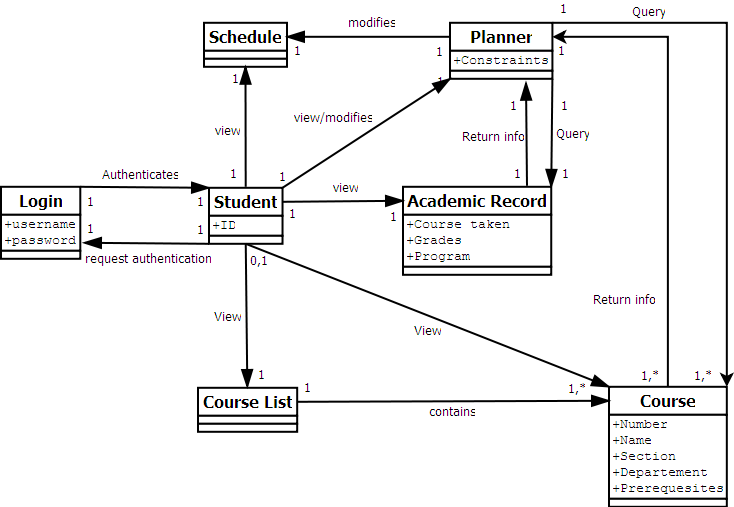 1
Query
modifies
Schedule
Planner
1
1
1
+Constraints
1
1
1
1
view/modifies
view
Return info
Query
Authenticates
1
1
1
1
view
Login
1
1
Student
1
1
Academic Record
+username
+ID
+Course taken
+password
1
1
+Grades
request authentication
0,1
+Program
Return info
View
View
1
1
1,*
1,*
1,*
Course List
contains
Course
+Number
+Name
+Section
+Departement
+Prerequesites